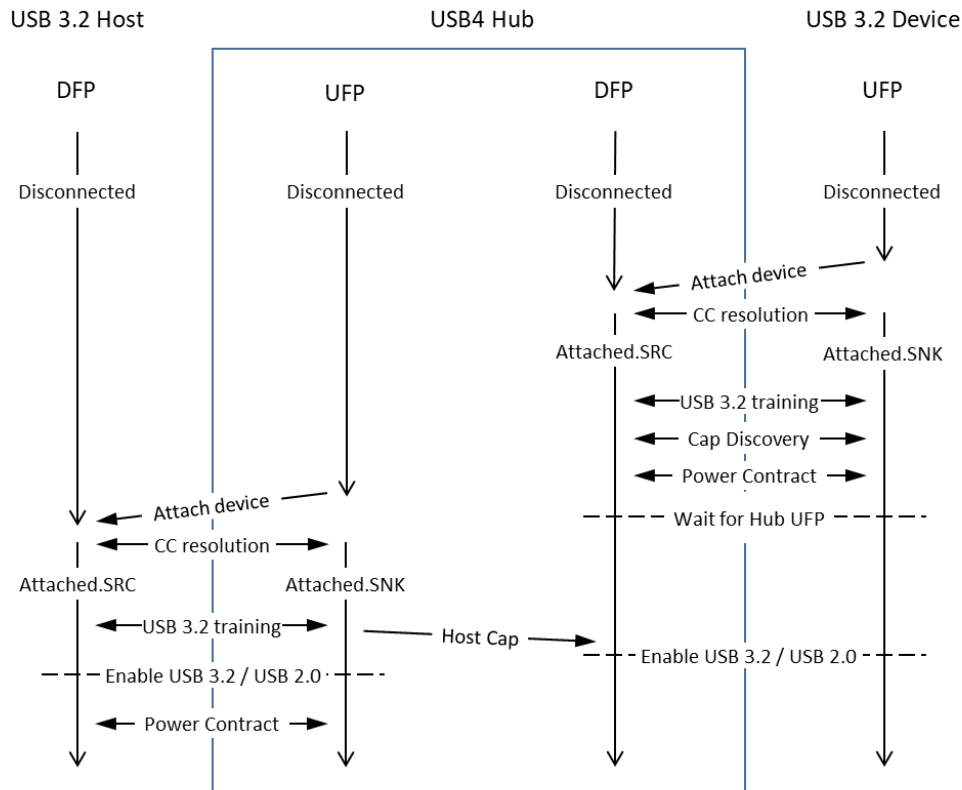 USB 3.2 Host
USB4 Hub
USB 3.2 Device
DFP
UFP
DFP
UFP
Disconnected
Disconnected
Disconnected
Disconnected
Attach device
CC resolution
Attached.SRC
Attached.SNK
USB 3.2 training
Cap Discovery
Power Contract
Attach device
Wait for Hub UFP
CC resolution
Attached.SRC
Attached.SNK
USB 3.2 training
Host Cap
Enable USB 3.2 / USB 2.0
Enable USB 3.2 / USB 2.0
Power Contract